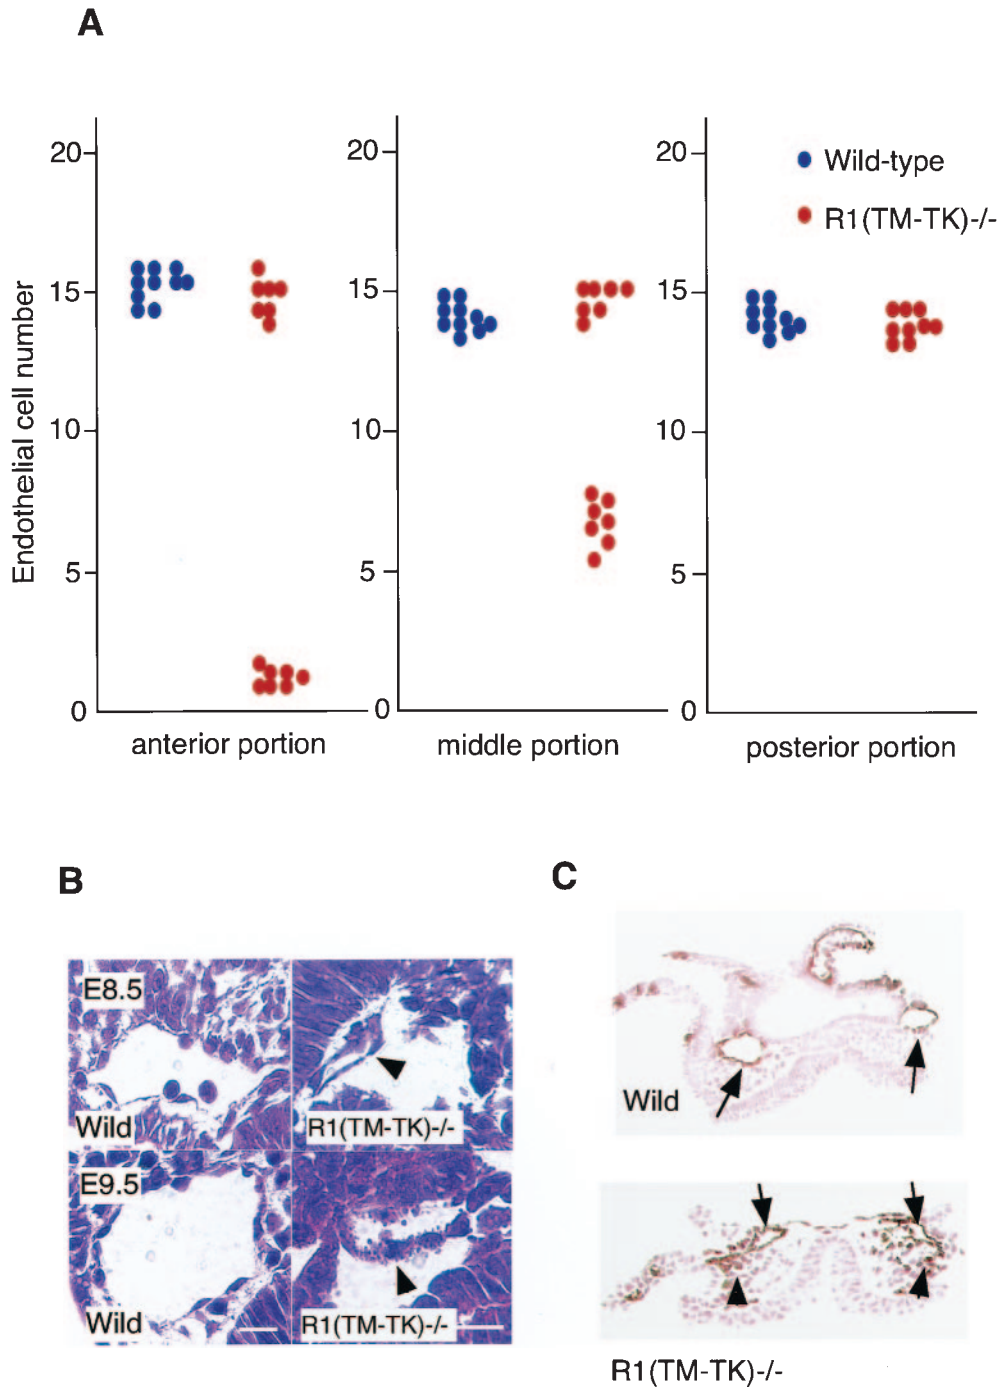 A
Endothelial cell number
20
15
10
5
0
anterior portion
20
15
10
5
0
middle portion
20
15
10
5
0
posterior portion
Wild-type
R1(TM-TK)-/-
B
E8.5
Wild
R1(TM-TK)-/-
E9.5
Wild
R1(TM-TK)-/-
C
Wild
R1(TM-TK)-/-